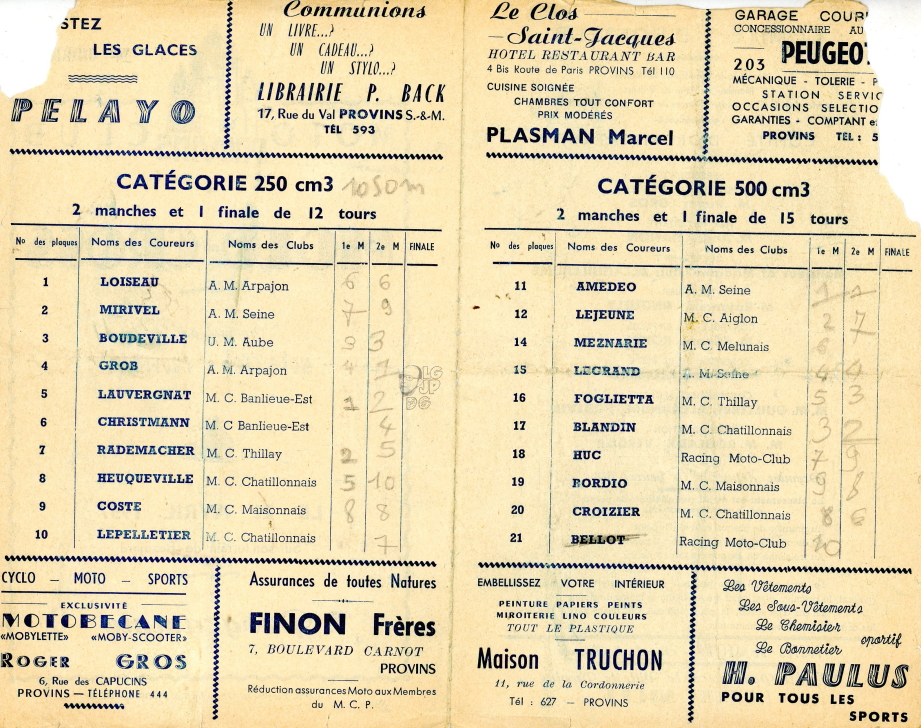 STEZ
LES GLACES
PELAYO
Communions
UN LIVRE...?
UN CADEAU...?
UN STYLO...?
LIBRAIRIE P. BACK
17, Rue du Val PROVINS S.-&-M.
TÉL 593
Le Clos
Saint-Jacques
HOTEL RESTAURANT BAR
4 Bis Route de Paris PROVINS Tél 110
CUISINE SOIGNÉE
CHAMBRES TOUT CONFORT
PRIX MODÉRÉS
PLASMAN Marcel
GARAGE COUR
CONCESSIONNAIRE AU
203 PEUGEOT
MÉCANIQUE - TOLERIE - P
STATION SERVIC
OCCASIONS SELECTIO
GARANTIES - COMPTANT e
PROVINS TEL : 5
CATÉGORIE 250 cm3 1050m
2 manches et 1 finale de 12 tours
No des plaques Noms des Coureurs Noms des Clubs 1e M 2e M FINALE
1 LOISEAU A. M. Arpajon 6 6
2 MIRIVEL A. M. Seine 7 9
3 BOUDEVILLE U. M. Aube 3 3
4 GROB A. M. Arpajon 4 1
5 LAUVERGNAT M. C. Banlieue-Est 1 2
6 CHRISTMANN M. C Banlieue-Est 4
7 RADEMACHER M. C. Thillay 2 5
8 HEUQUEVILLE M. C. Chatillonnais 5 10
9 COSTE M. C. Maisonnais 8 8
10 LEPELLETIER M. C. Chatillonnais 7
CATÉGORIE 500 cm3
2 manches et 1 finale de 15 tours
No des plaques Noms des Coureurs Noms des Clubs 1e M 2e M FINALE
11 AMEDEO A. M. Seine 1 1
12 LEJEUNE M. C. Aiglon 2 7
14 MEZNARIE M. C. Melunais 6
15 LEGRAND A. M. Seine 4 4
16 FOGLIETTA M. C. Thillay 5 3
17 BLANDIN M. C. Chatillonnais 3 2
18 HUC Racing Moto-Club 7 9
19 BORDIO M. C. Maisonnais 9 8
20 CROIZIER M. C. Chatillonnais 8 6
21 BELLOT Racing Moto-Club 10
CYCLO — MOTO — SPORTS
EXCLUSIVITÉ
MOTOBECANE
«MOBYLETTE» «MOBY-SCOOTER»
ROGER GROS
6, Rue des CAPUCINS
PROVINS — TÉLÉPHONE 444
Assurances de toutes Natures
FINON Frères
7, BOULEVARD CARNOT
PROVINS
Réduction assurances Moto aux Membres
du M. C. P.
EMBELLISSEZ VOTRE INTÉRIEUR
PEINTURE PAPIERS PEINTS
MIROITERIE LINO COULEURS
TOUT LE PLASTIQUE
Maison TRUCHON
11, rue de la Cordonnerie
Tél : 627 — PROVINS
Les Vêtements
Les Sous-Vêtements
Le Chemisier
Le Bonnetier sportif
H. PAULUS
POUR TOUS LES
SPORTS